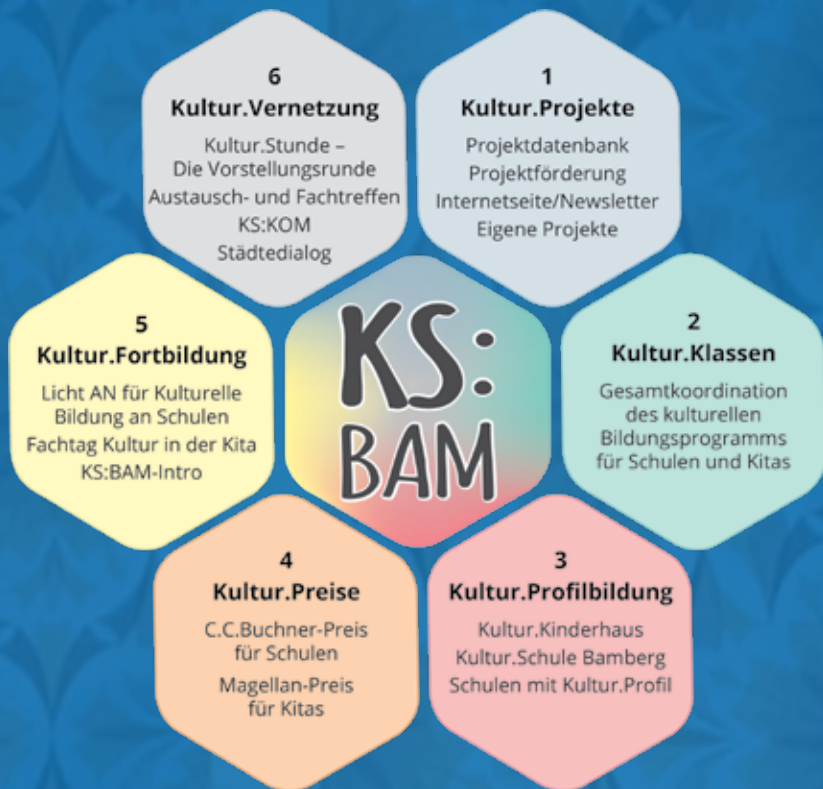 6
Kultur.Vernetzung
Kultur.Stunde –
Die Vorstellungsrunde
Austausch- und Fachtreffen
KS:KOM
Städtedialog
1
Kultur.Projekte
Projektdatenbank
Projektförderung
Internetseite/Newsletter
Eigene Projekte
5
Kultur.Fortbildung
Licht AN für Kulturelle
Bildung an Schulen
Fachtag Kultur in der Kita
KS:BAM-Intro
KS:
BAM
2
Kultur.Klassen
Gesamtkoordination
des kulturellen
Bildungsprogramms
für Schulen und Kitas
4
Kultur.Preise
C.C.Buchner-Preis
für Schulen
Magellan-Preis
für Kitas
3
Kultur.Profilbildung
Kultur.Kinderhaus
Kultur.Schule Bamberg
Schulen mit Kultur.Profil